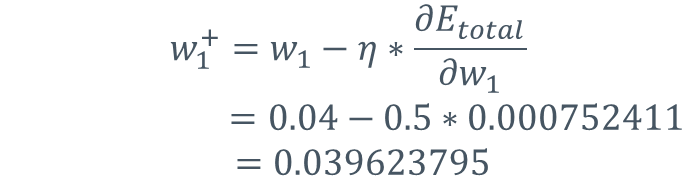 w₁⁺ = w₁ − η * ∂E_total / ∂w₁
= 0.04 − 0.5 * 0.000752411
= 0.039623795